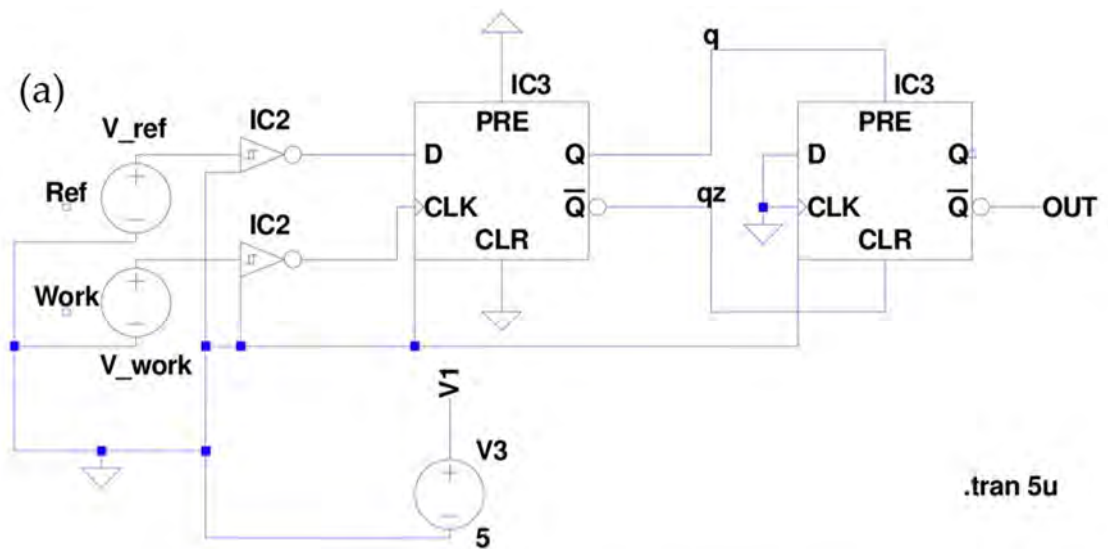 (a)
V_ref
Ref
Work
V_work
IC2
IC2
IC3
PRE
D
Q
CLK
Q
CLR
q
qz
IC3
PRE
D
Q
CLK
Q
CLR
OUT
V1
V3
5
.tran 5u